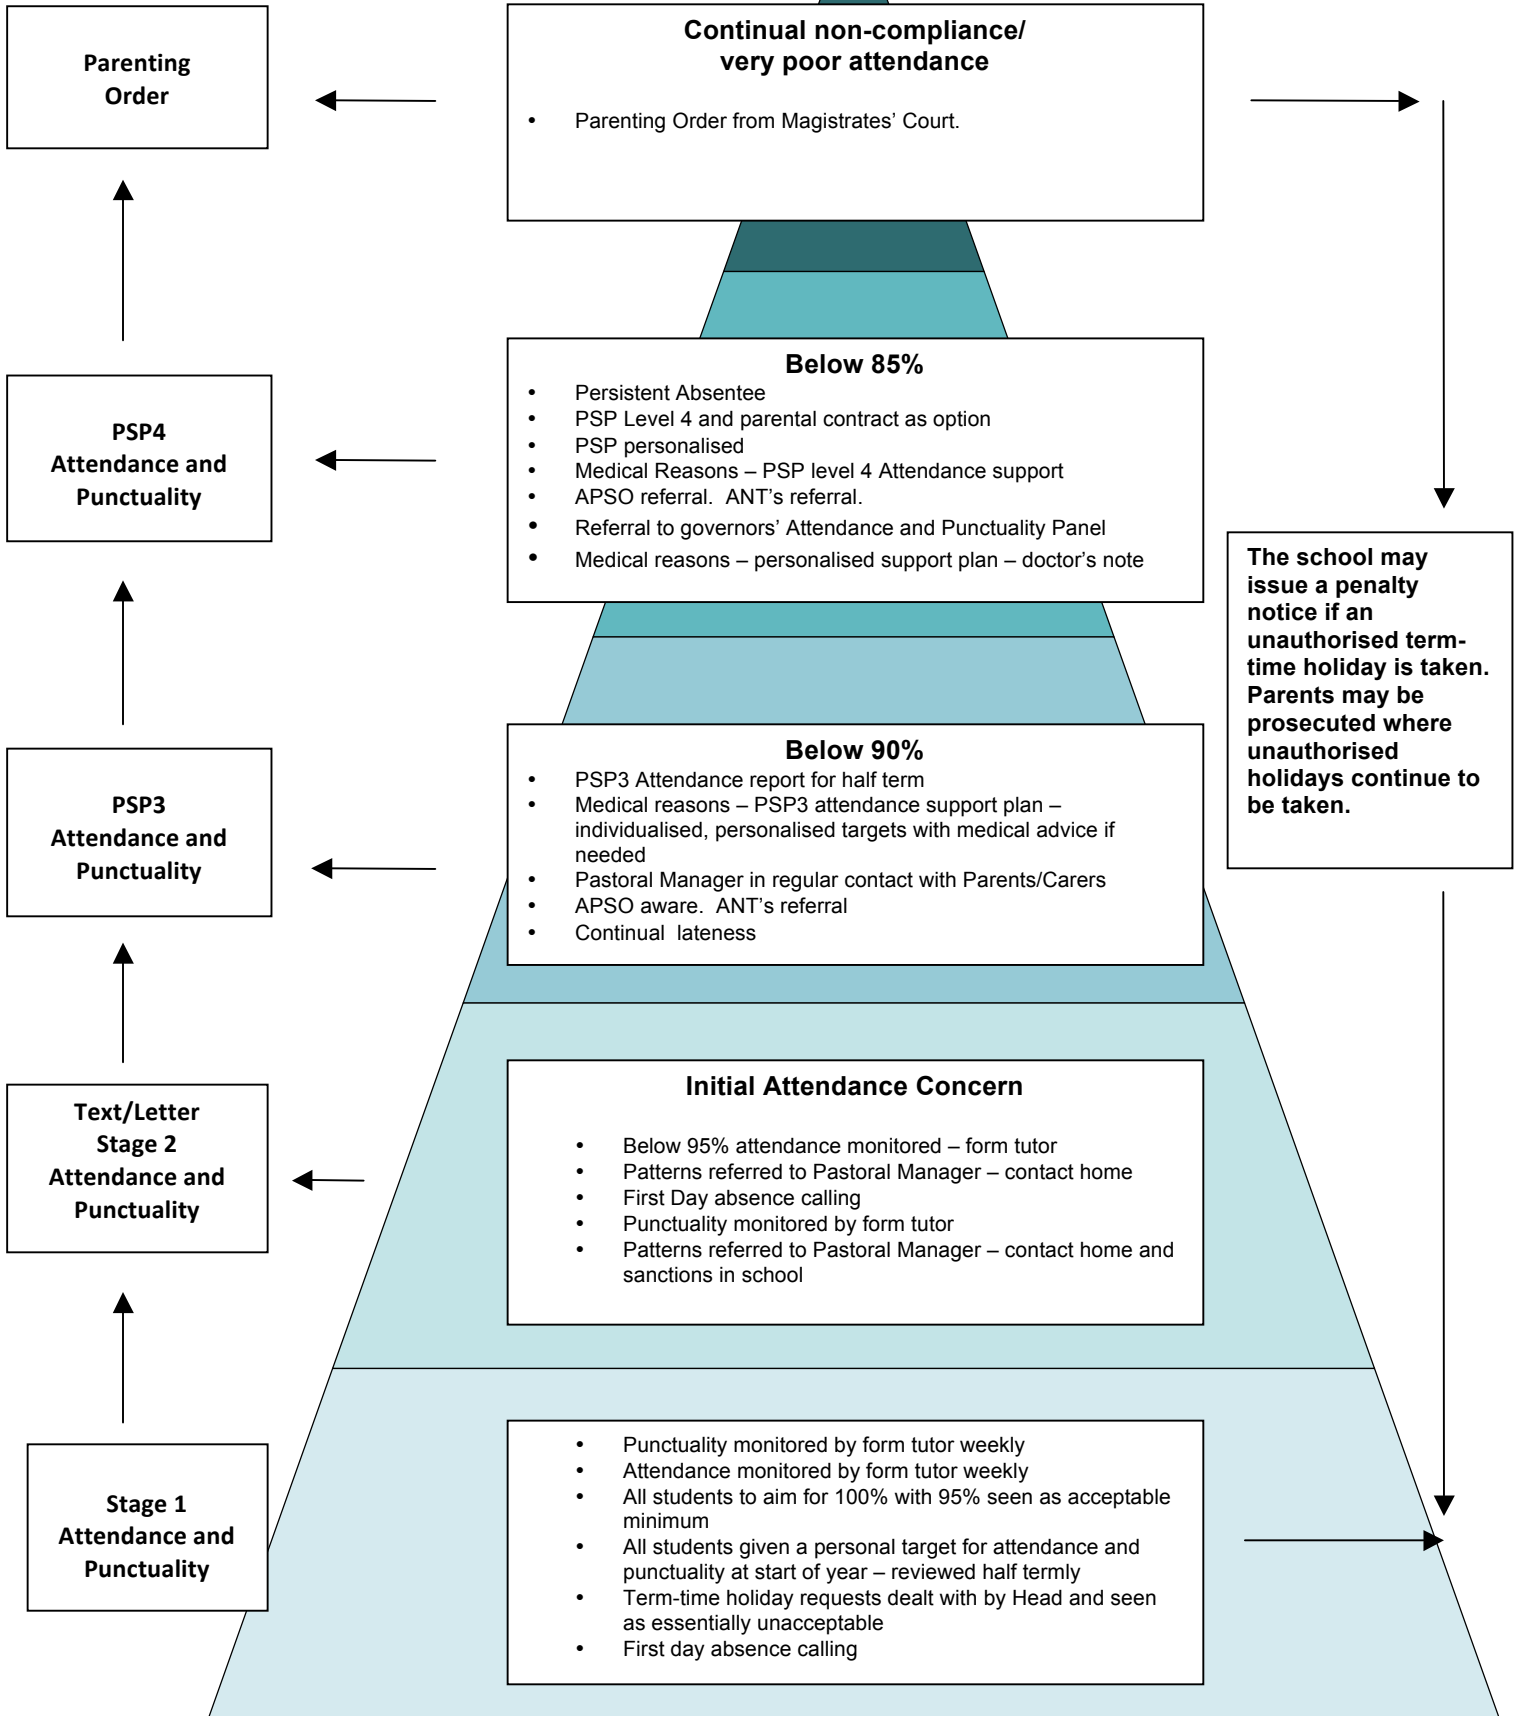 Parenting
Order
Continual non-compliance/
very poor attendance
• Parenting Order from Magistrates’ Court.
PSP4
Attendance and
Punctuality
Below 85%
• Persistent Absentee
• PSP Level 4 and parental contract as option
• PSP personalised
• Medical Reasons – PSP level 4 Attendance support
• APSO referral.  ANT’s referral.
• Referral to governors’ Attendance and Punctuality Panel
• Medical reasons – personalised support plan – doctor’s note
The school may
issue a penalty
notice if an
unauthorised term-
time holiday is taken.
Parents may be
prosecuted where
unauthorised
holidays continue to
be taken.
PSP3
Attendance and
Punctuality
Below 90%
• PSP3 Attendance report for half term
• Medical reasons – PSP3 attendance support plan –
individualised, personalised targets with medical advice if
needed
• Pastoral Manager in regular contact with Parents/Carers
• APSO aware.  ANT’s referral
• Continual  lateness
Text/Letter
Stage 2
Attendance and
Punctuality
Initial Attendance Concern
• Below 95% attendance monitored – form tutor
• Patterns referred to Pastoral Manager – contact home
• First Day absence calling
• Punctuality monitored by form tutor
• Patterns referred to Pastoral Manager – contact home and
sanctions in school
Stage 1
Attendance and
Punctuality
• Punctuality monitored by form tutor weekly
• Attendance monitored by form tutor weekly
• All students to aim for 100% with 95% seen as acceptable
minimum
• All students given a personal target for attendance and
punctuality at start of year – reviewed half termly
• Term-time holiday requests dealt with by Head and seen
as essentially unacceptable
• First day absence calling